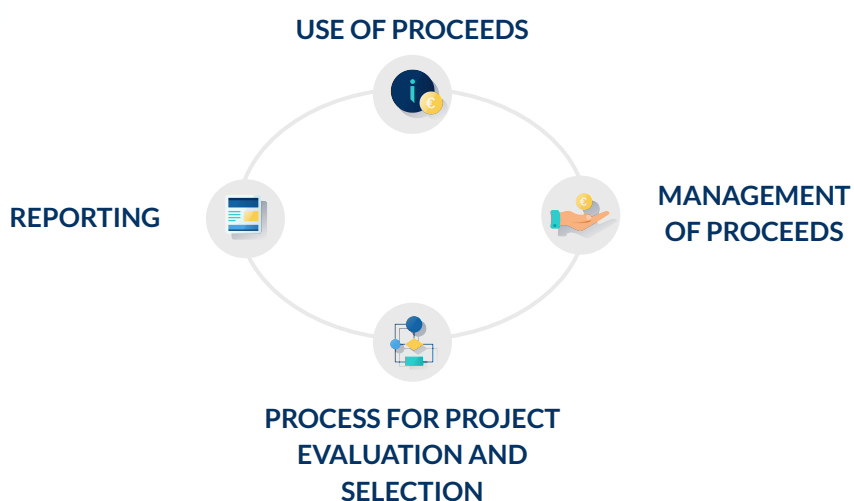 USE OF PROCEEDS
REPORTING
MANAGEMENT
OF PROCEEDS
PROCESS FOR PROJECT
EVALUATION AND
SELECTION